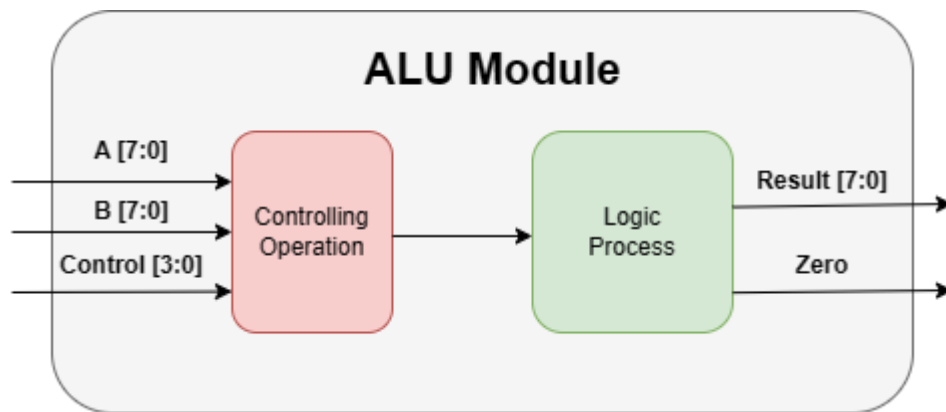 ALU Module
A [7:0]
B [7:0]
Control [3:0]
Controlling
Operation
Logic
Process
Result [7:0]
Zero